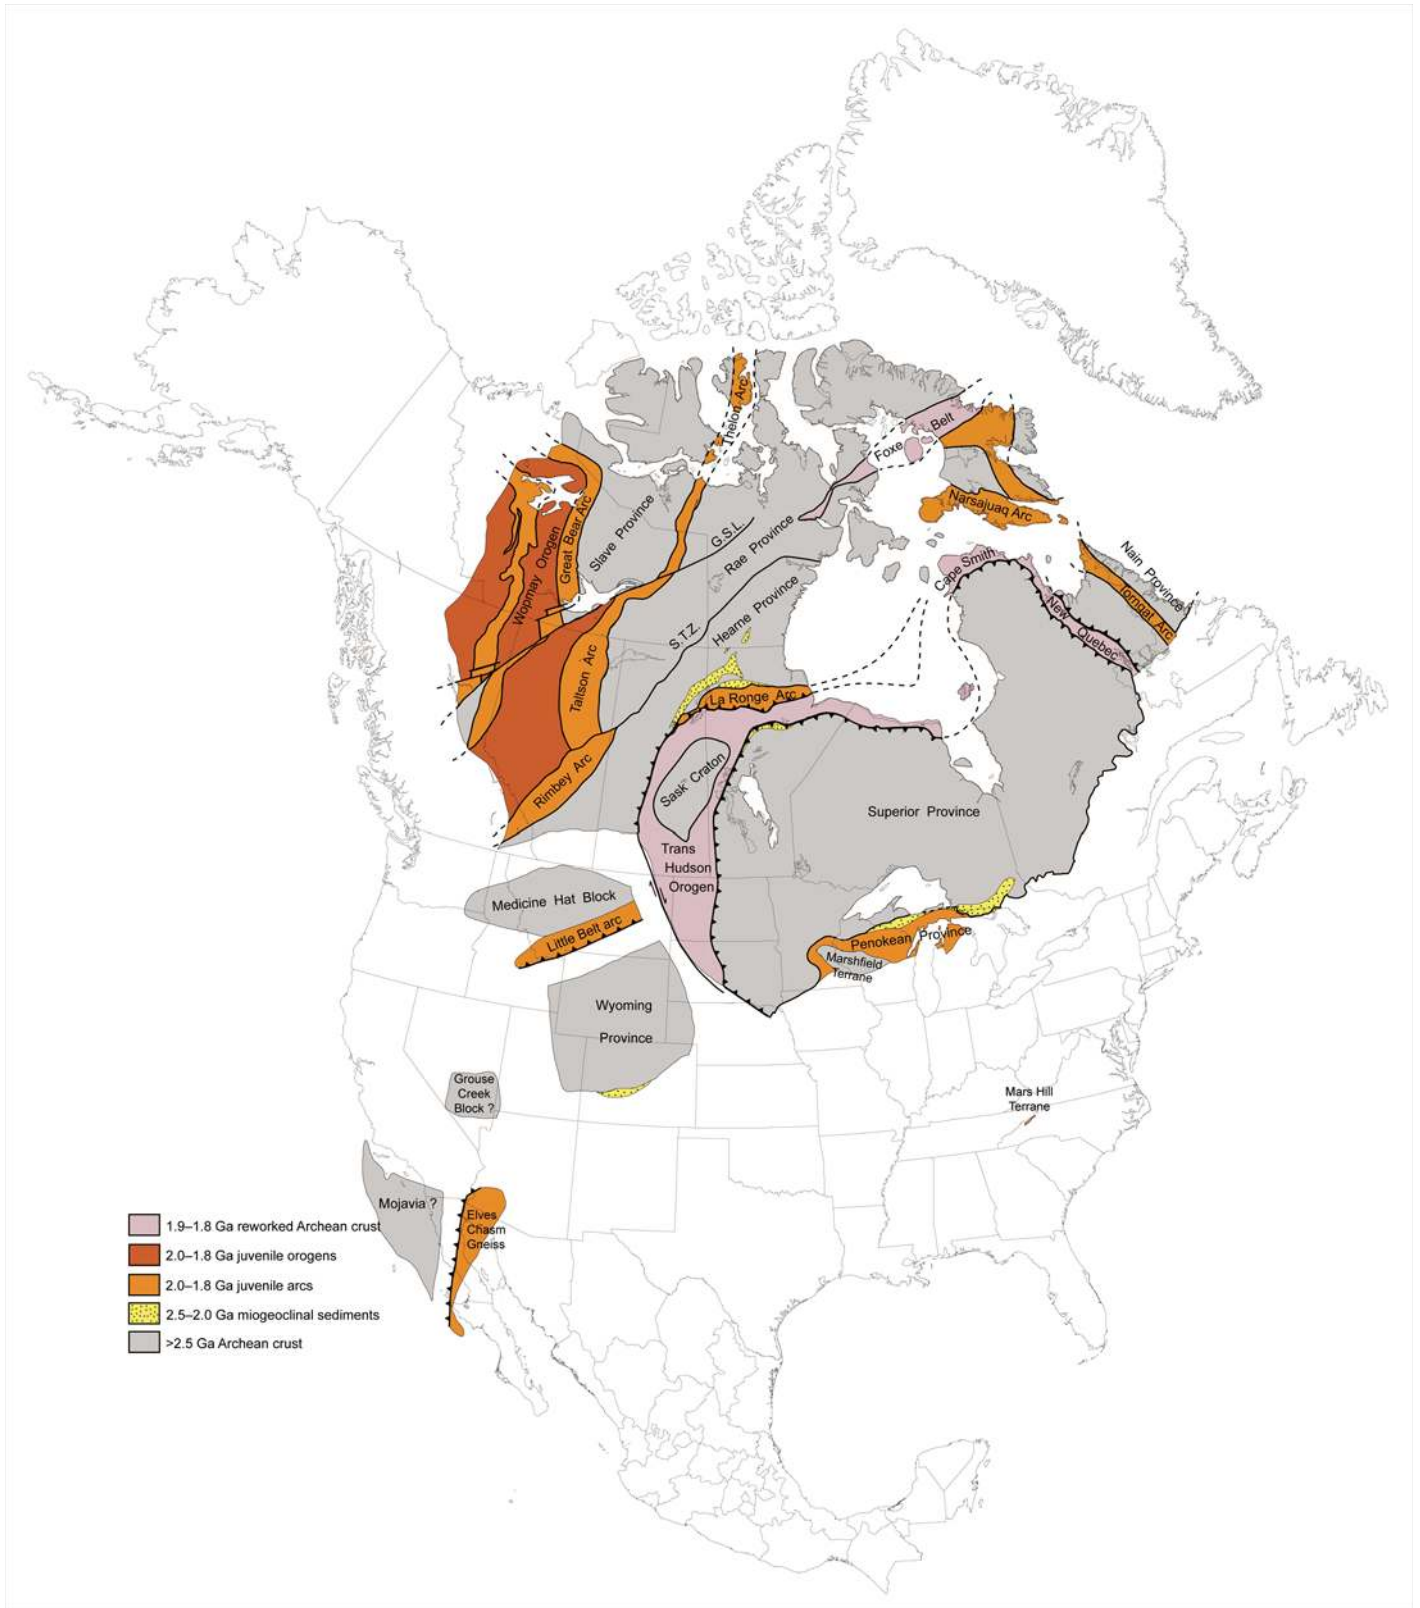 Thelon Arc
Foxe Belt
Narsajuaq Arc
Great Bear Arc
Slave Province
Wopmay Orogen
G.S.L.
Rae Province
S.T.Z.
Hearne Province
Cape Smith
New Quebec
Nain Province
Torngat Arc
Taltson Arc
La Ronge Arc
Rimbey Arc
Sask Craton
Superior Province
Trans
Hudson
Orogen
Medicine Hat Block
Little Belt arc
Penokean Province
Marshfield
Terrane
Wyoming
Province
Grouse
Creek
Block ?
Mars Hill
Terrane
Mojavia ?
Elves
Chasm
Gneiss
1.9–1.8 Ga reworked Archean crust
2.0–1.8 Ga juvenile orogens
2.0–1.8 Ga juvenile arcs
2.5–2.0 Ga miogeoclinal sediments
>2.5 Ga Archean crust